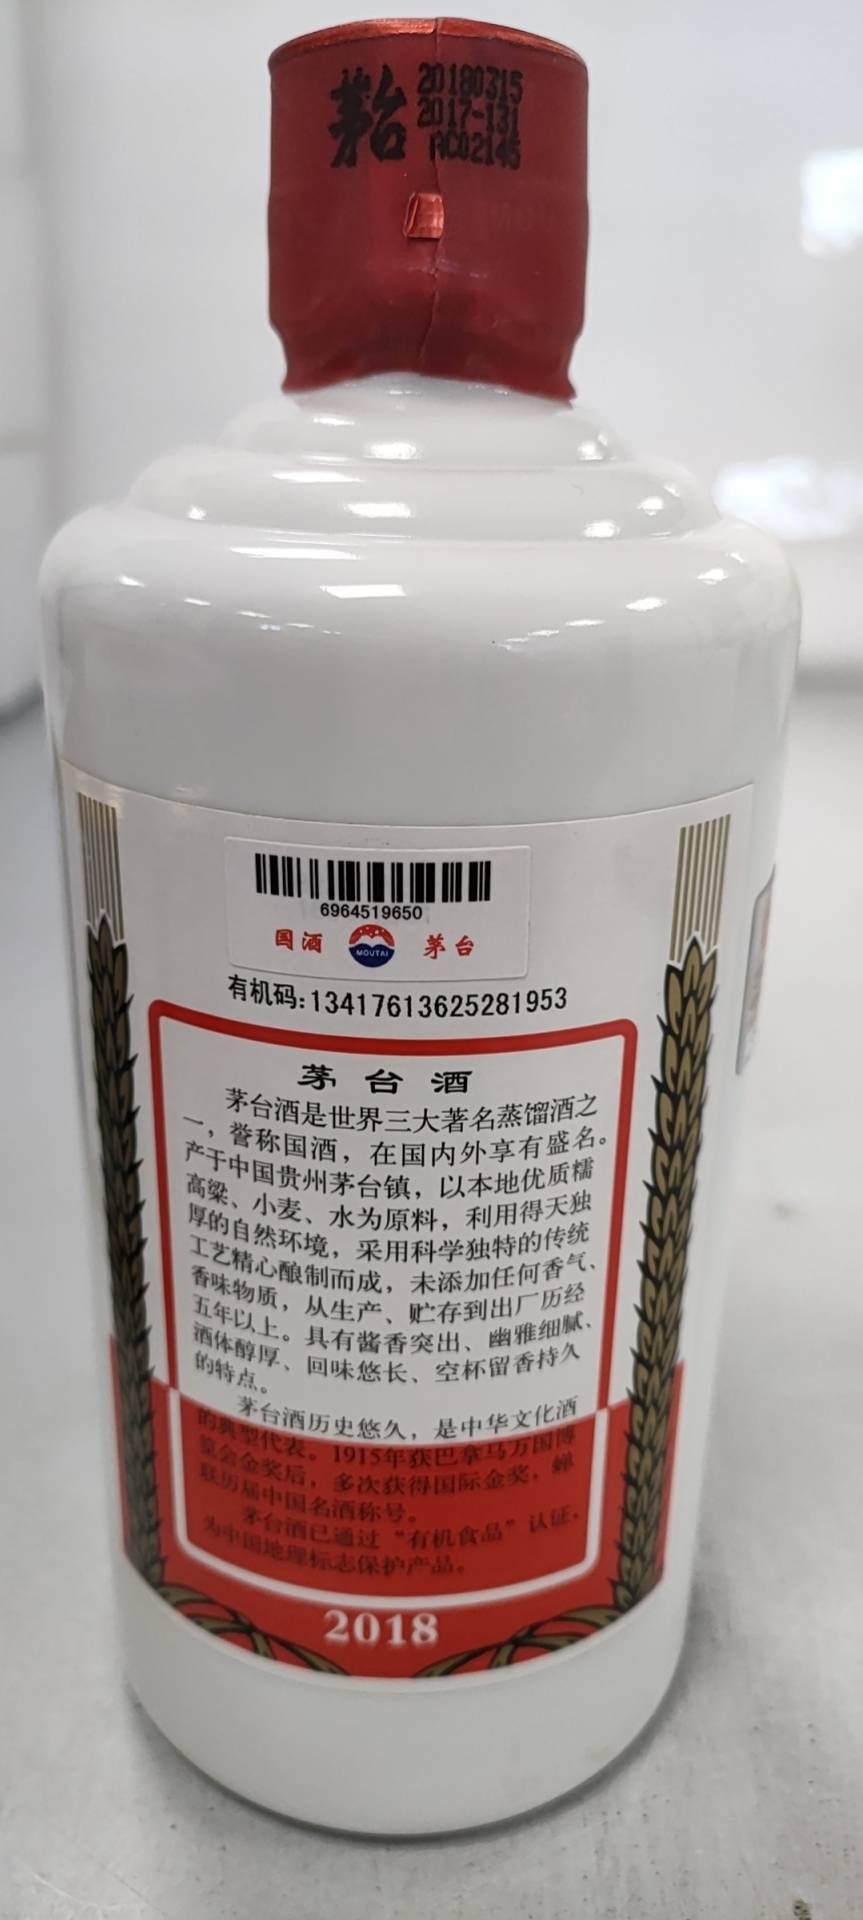 茅台
20180315
2017-131
AC02145
6964519650
国酒 MOUTAI 茅台
有机码:13417613625281953
茅台酒
茅台酒是世界三大著名蒸馏酒之
一，誉称国酒，在国内外享有盛名。
产于中国贵州茅台镇，以本地优质糯
高粱、小麦、水为原料，利用得天独
厚的自然环境，采用科学独特的传统
工艺精心酿制而成，未添加任何香气、
香味物质，从生产、贮存到出厂历经
五年以上。具有酱香突出、幽雅细腻、
酒体醇厚、回味悠长、空杯留香持久
的特点。
茅台酒历史悠久，是中华文化酒
的典型代表。1915年获巴拿马万国博
览会金奖后，多次获得国际金奖，蝉
联历届中国名酒称号。
茅台酒已通过“有机食品”认证，
为中国地理标志保护产品。
2018